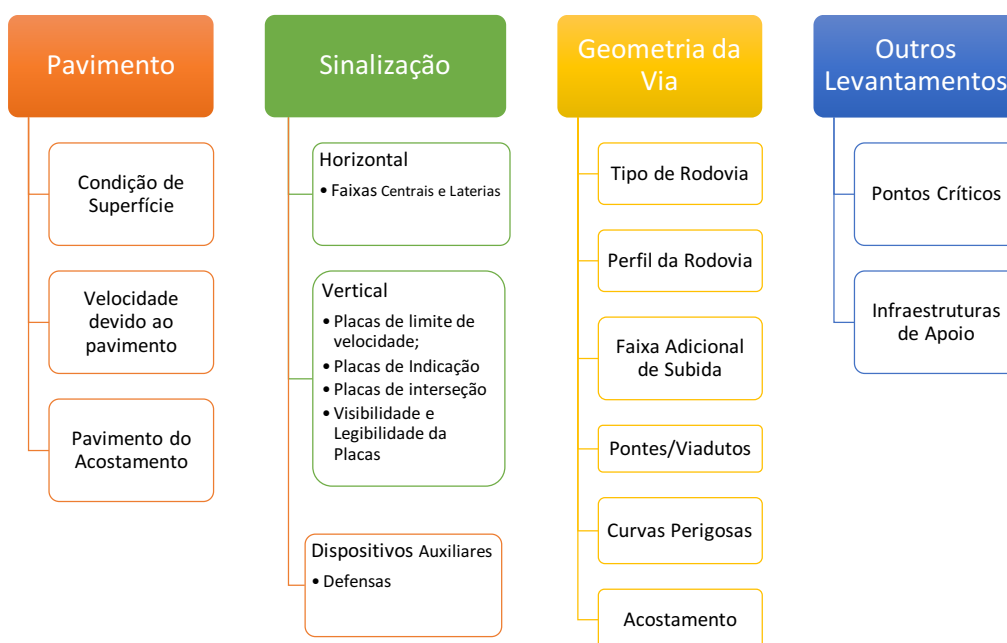 Pavimento
Condição de
Superfície
Velocidade
devido ao
pavimento
Pavimento do
Acostamento
Sinalização
Horizontal
• Faixas Centrais e Laterias
Vertical
• Placas de limite de
velocidade;
• Placas de Indicação
• Placas de interseção
• Visibilidade e
Legibilidade da
Placas
Dispositivos Auxiliares
• Defensas
Geometria da
Via
Tipo de Rodovia
Perfil da Rodovia
Faixa Adicional
de Subida
Pontes/Viadutos
Curvas Perigosas
Acostamento
Outros
Levantamentos
Pontos Críticos
Infraestruturas
de Apoio